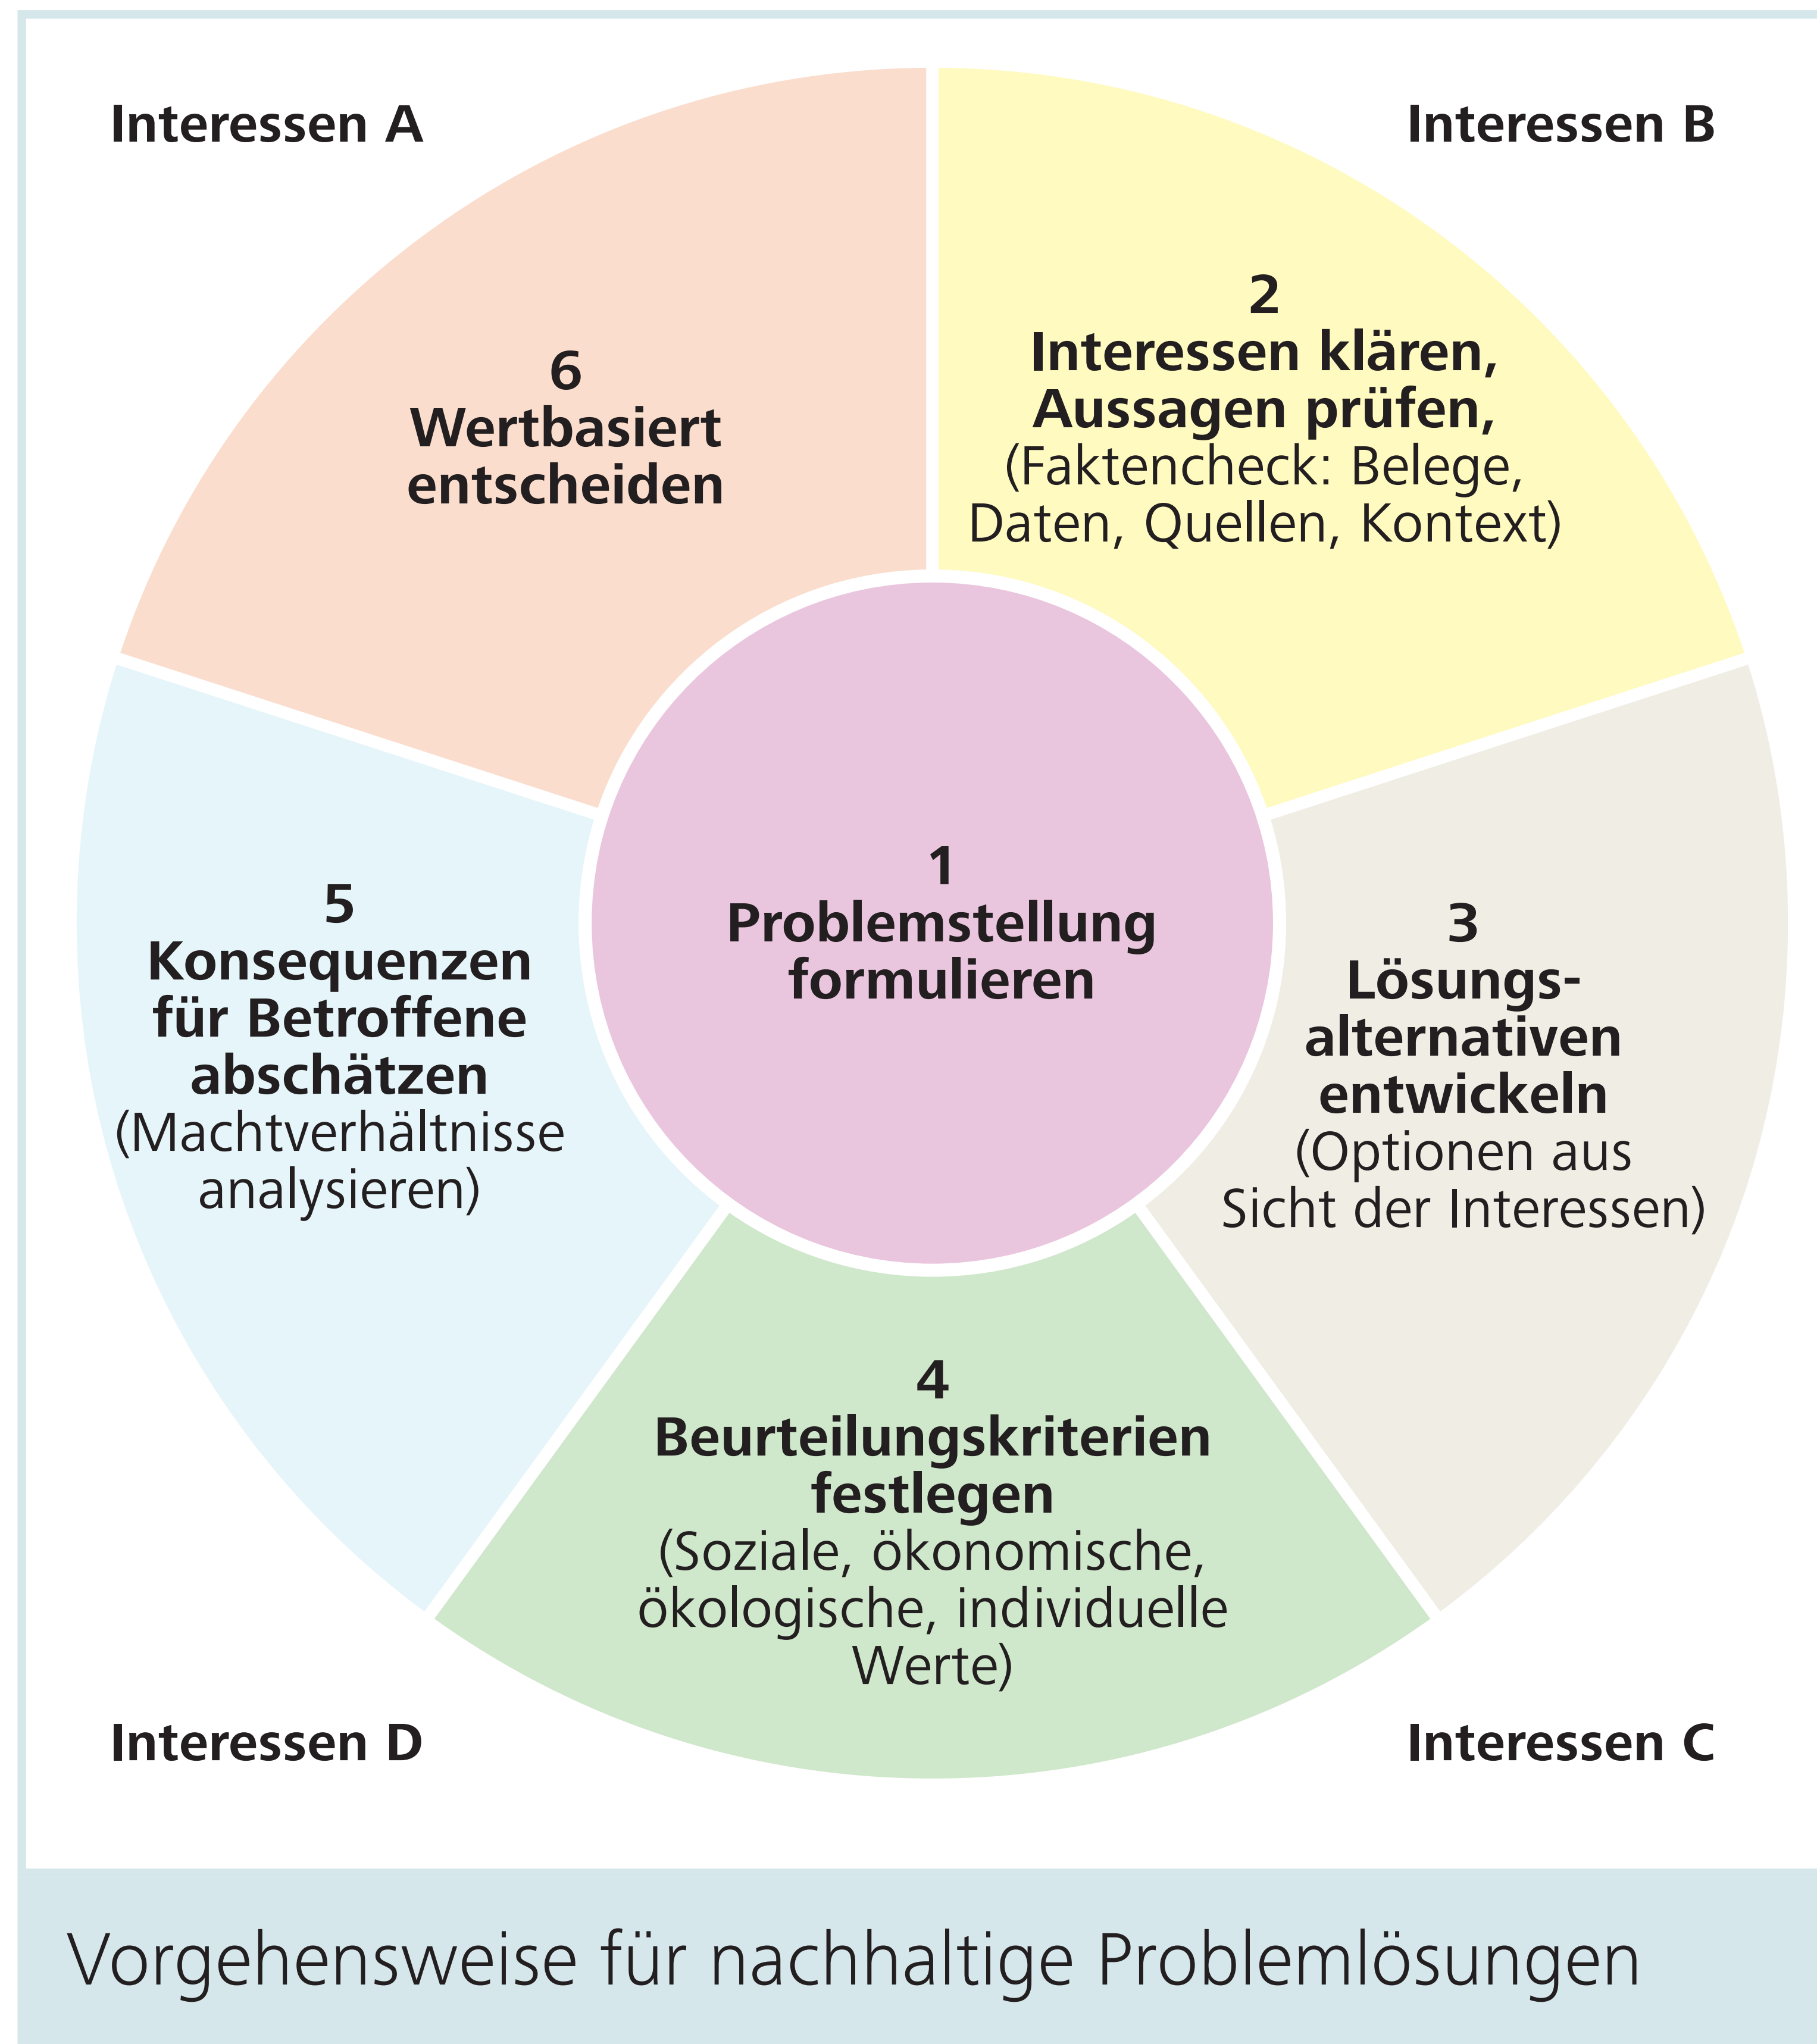 Interessen A
Interessen B
1
Problemstellung
formulieren
2
Interessen klären,
Aussagen prüfen,
(Faktencheck: Belege,
Daten, Quellen, Kontext)
3
Lösungs-
alternativen
entwickeln
(Optionen aus
Sicht der Interessen)
4
Beurteilungskriterien
festlegen
(Soziale, ökonomische,
ökologische, individuelle
Werte)
5
Konsequenzen
für Betroffene
abschätzen
(Machtverhältnisse
analysieren)
6
Wertbasiert
entscheiden
Interessen D
Interessen C
Vorgehensweise für nachhaltige Problemlösungen